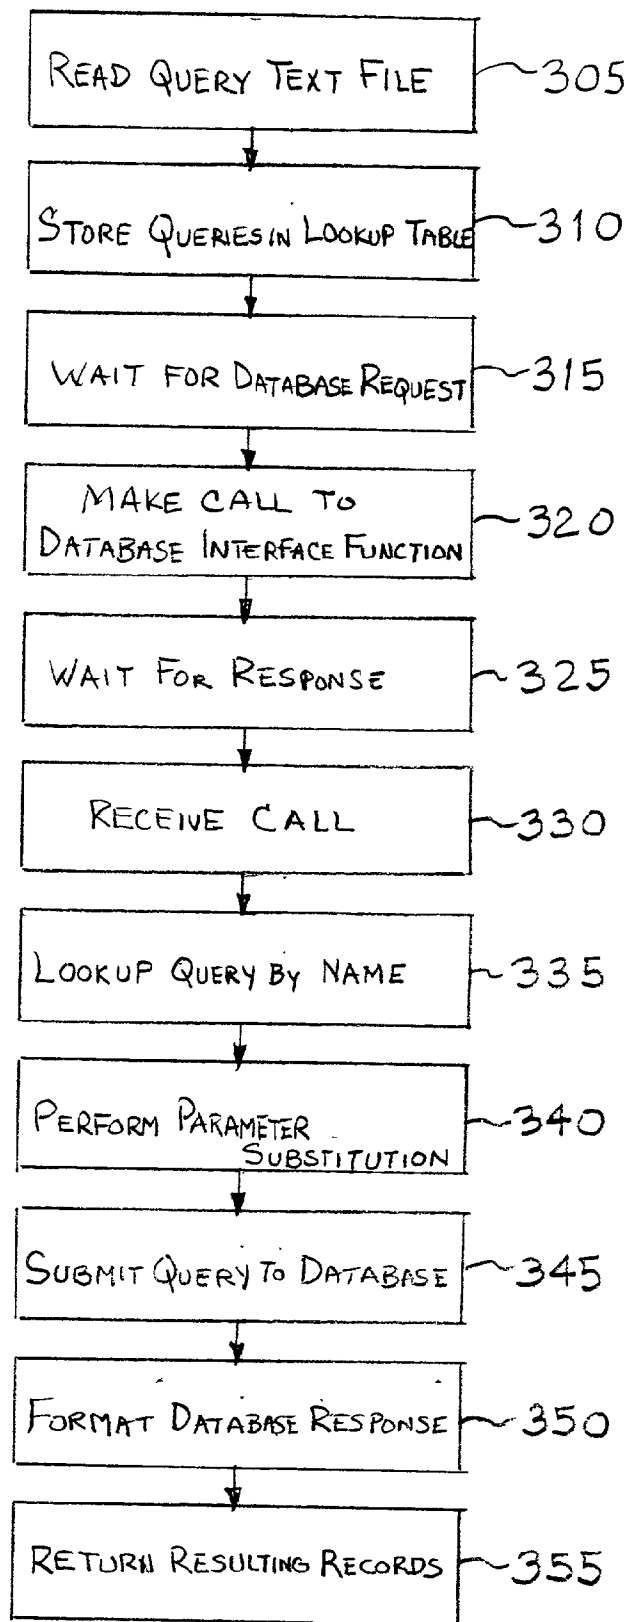 READ QUERY TEXT FILE 305
STORE QUERIES IN LOOKUP TABLE 310
WAIT FOR DATABASE REQUEST 315
MAKE CALL TO
DATABASE INTERFACE FUNCTION 320
WAIT FOR RESPONSE 325
RECEIVE CALL 330
LOOKUP QUERY BY NAME 335
PERFORM PARAMETER
SUBSTITUTION 340
SUBMIT QUERY TO DATABASE 345
FORMAT DATABASE RESPONSE 350
RETURN RESULTING RECORDS 355